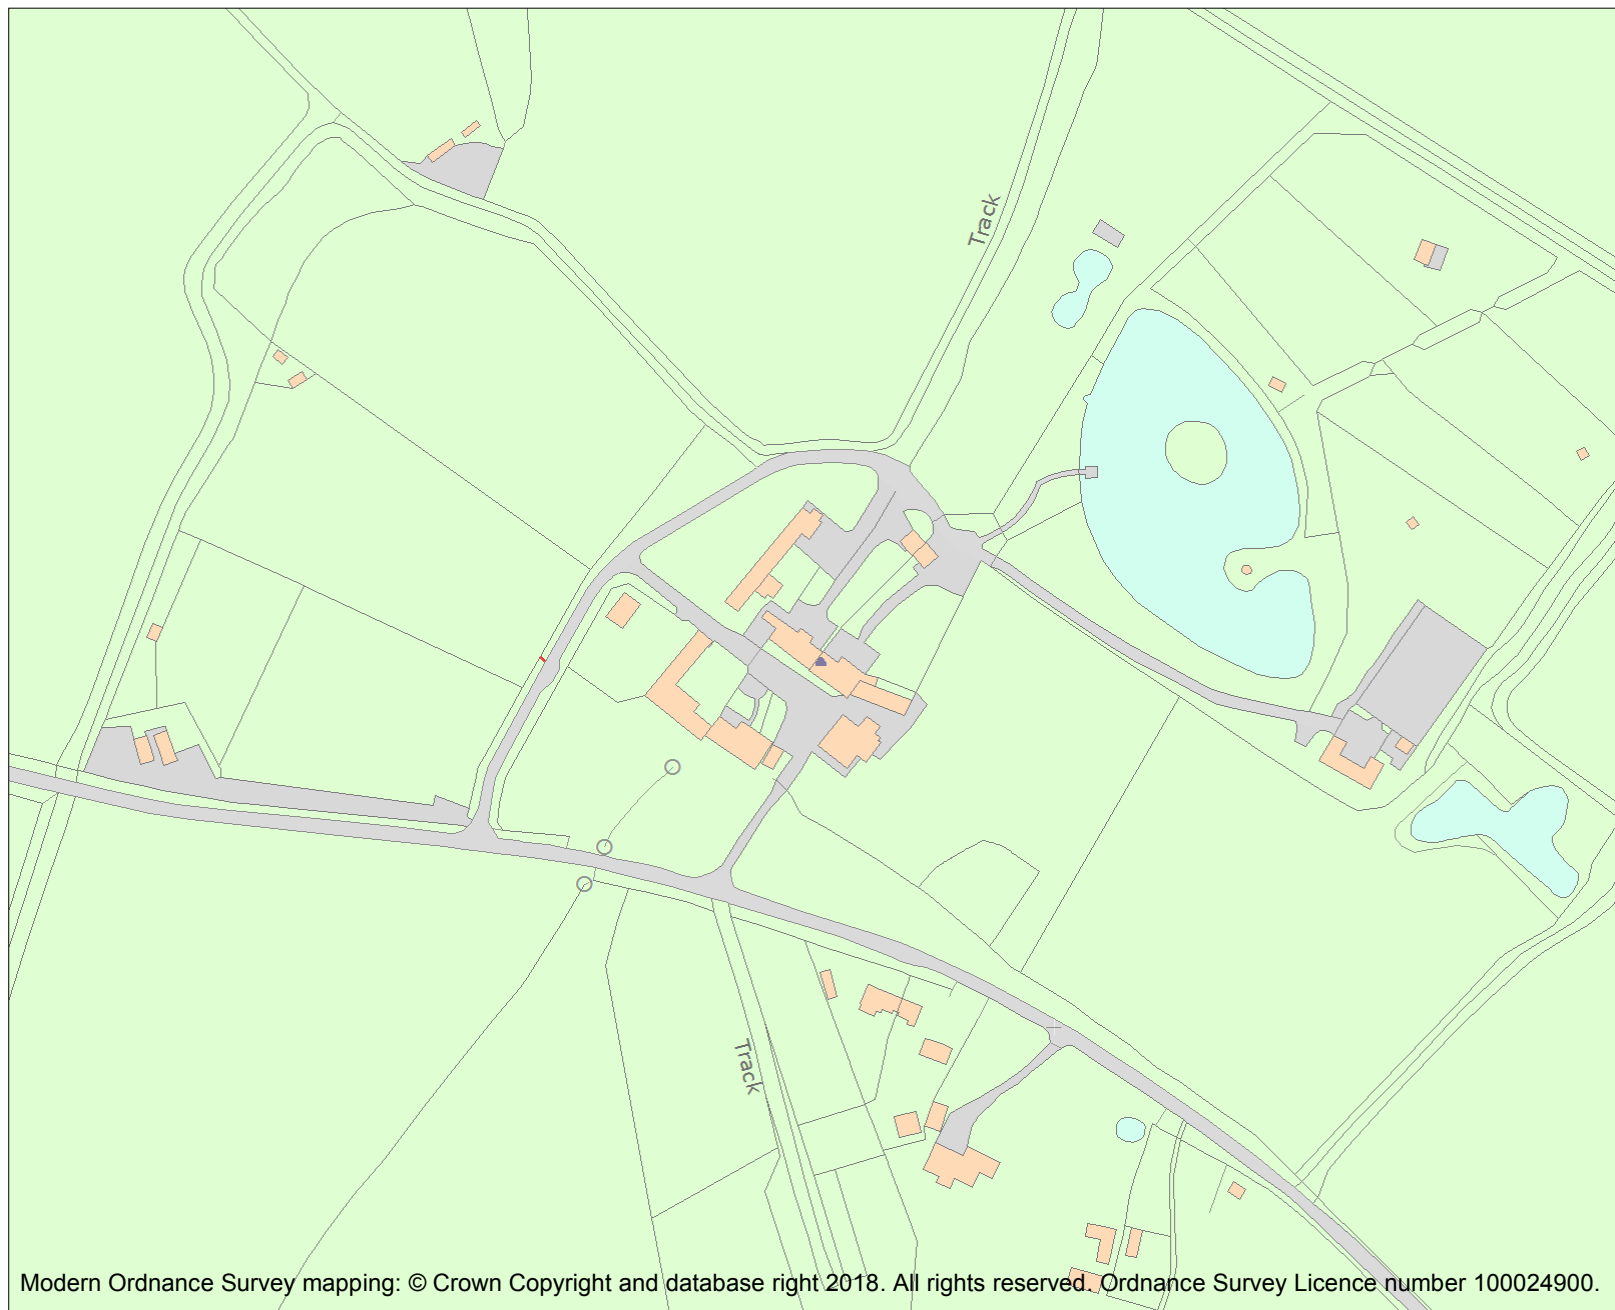 Track
Track
Modern Ordnance Survey mapping: © Crown Copyright and database right 2018. All rights reserved. Ordnance Survey Licence number 100024900.